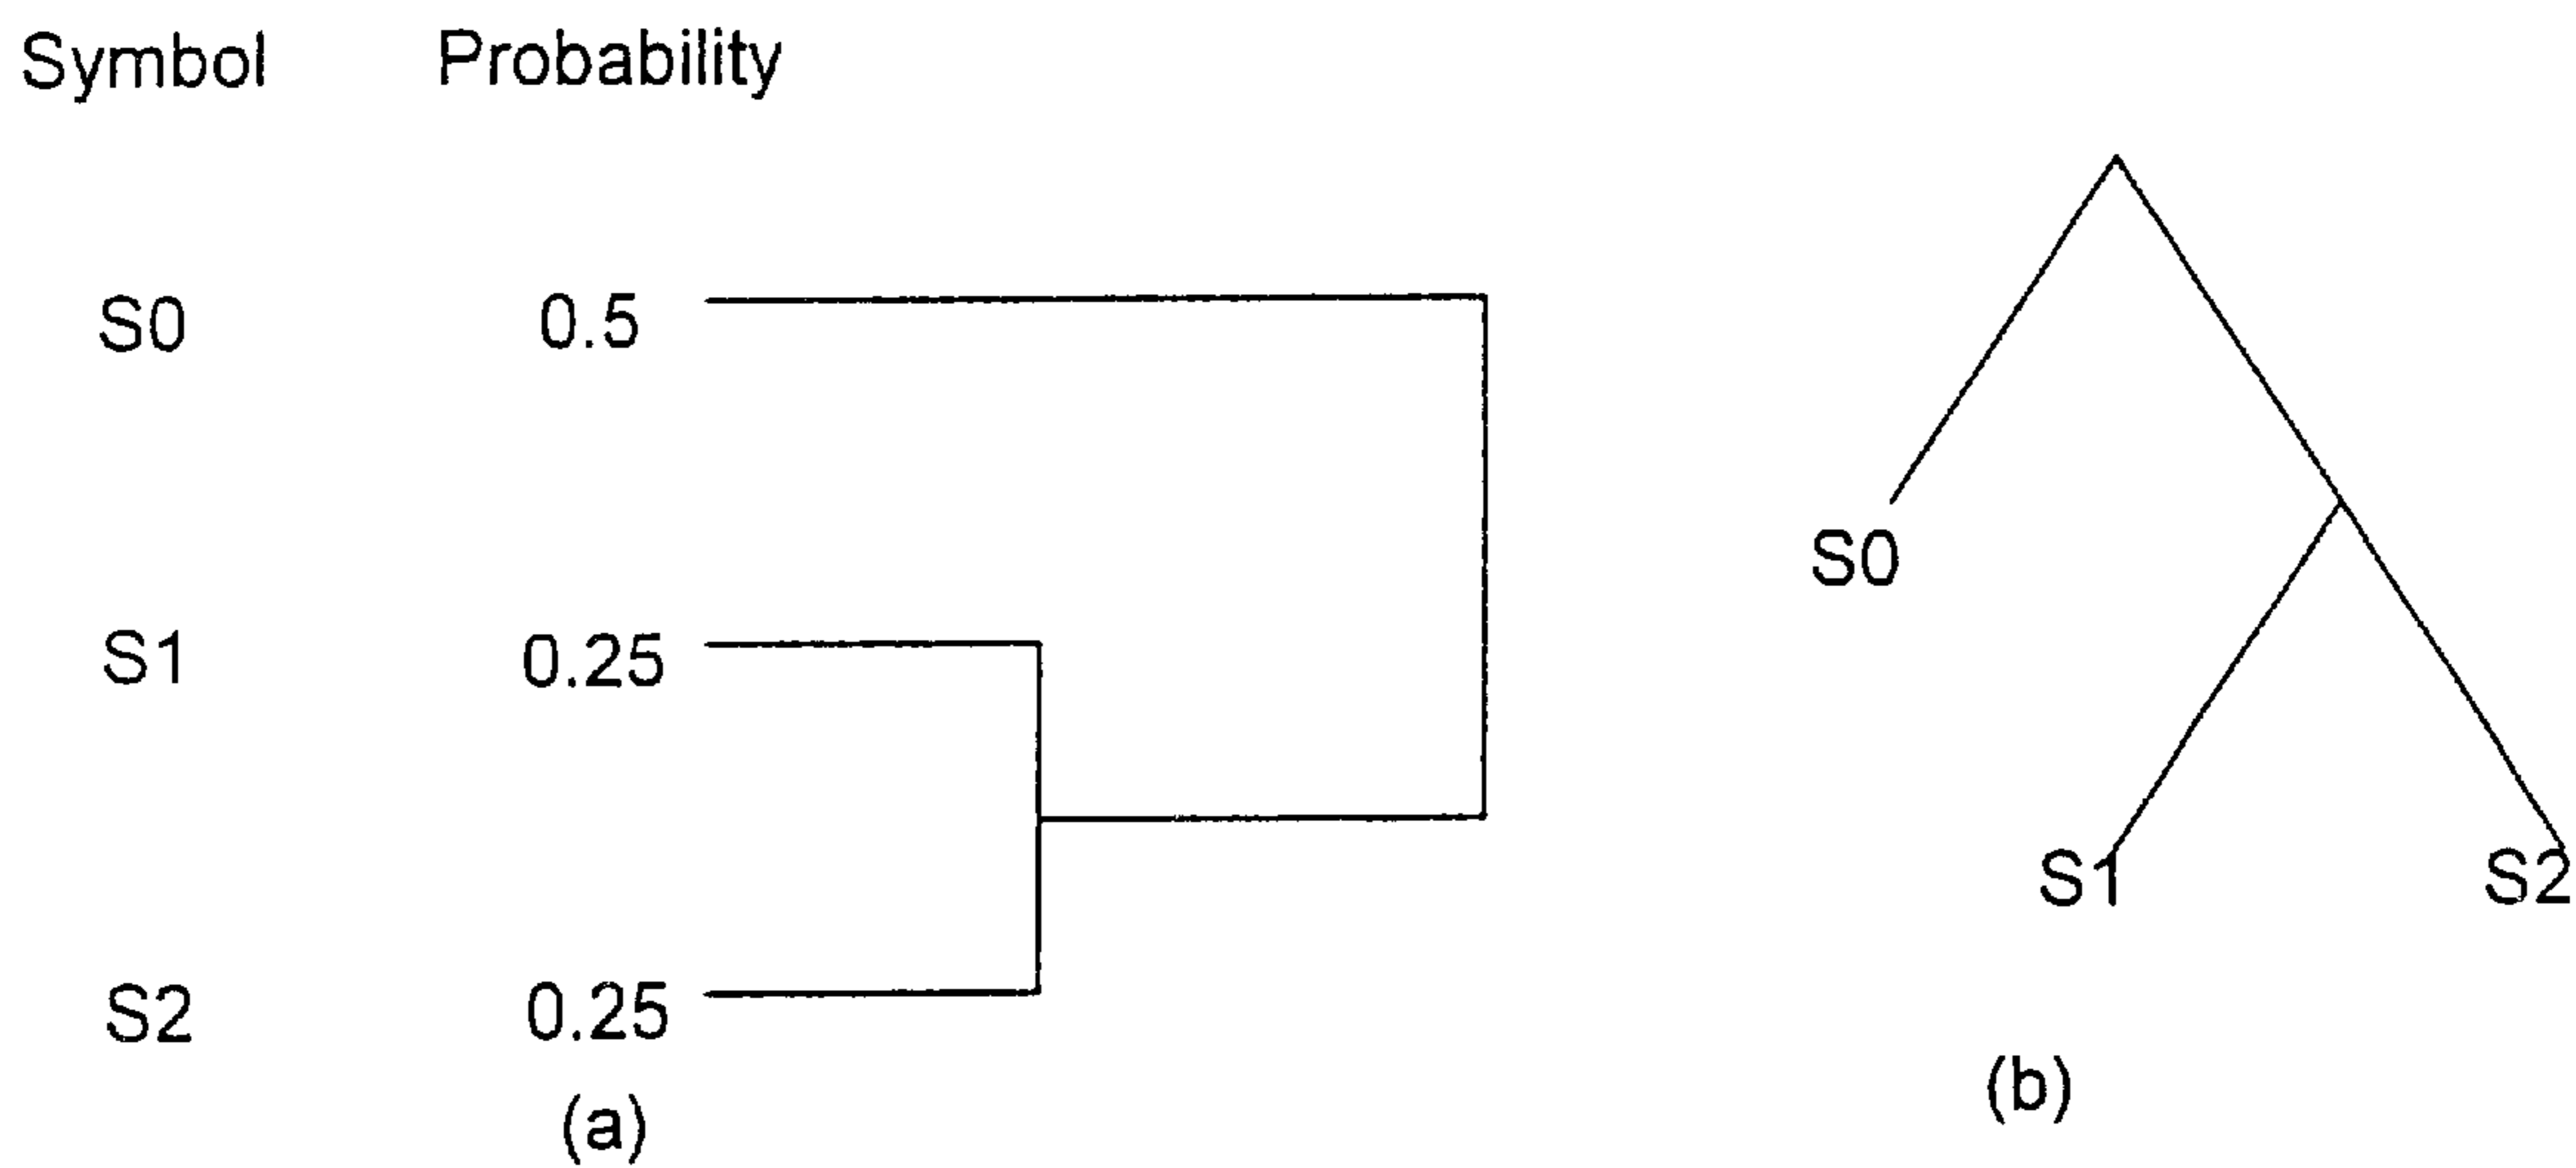 Symbol Probability
S0 0.5
S0
S1 0.25
S1 S2
S2 0.25
(a) (b)